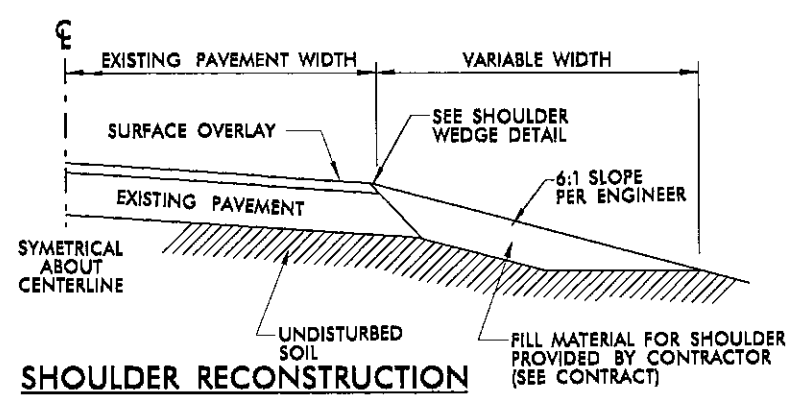 ℄
EXISTING PAVEMENT WIDTH
VARIABLE WIDTH
SURFACE OVERLAY
SEE SHOULDER
WEDGE DETAIL
6:1 SLOPE
PER ENGINEER
EXISTING PAVEMENT
SYMETRICAL
ABOUT
CENTERLINE
UNDISTURBED
SOIL
FILL MATERIAL FOR SHOULDER
PROVIDED BY CONTRACTOR
(SEE CONTRACT)
SHOULDER RECONSTRUCTION